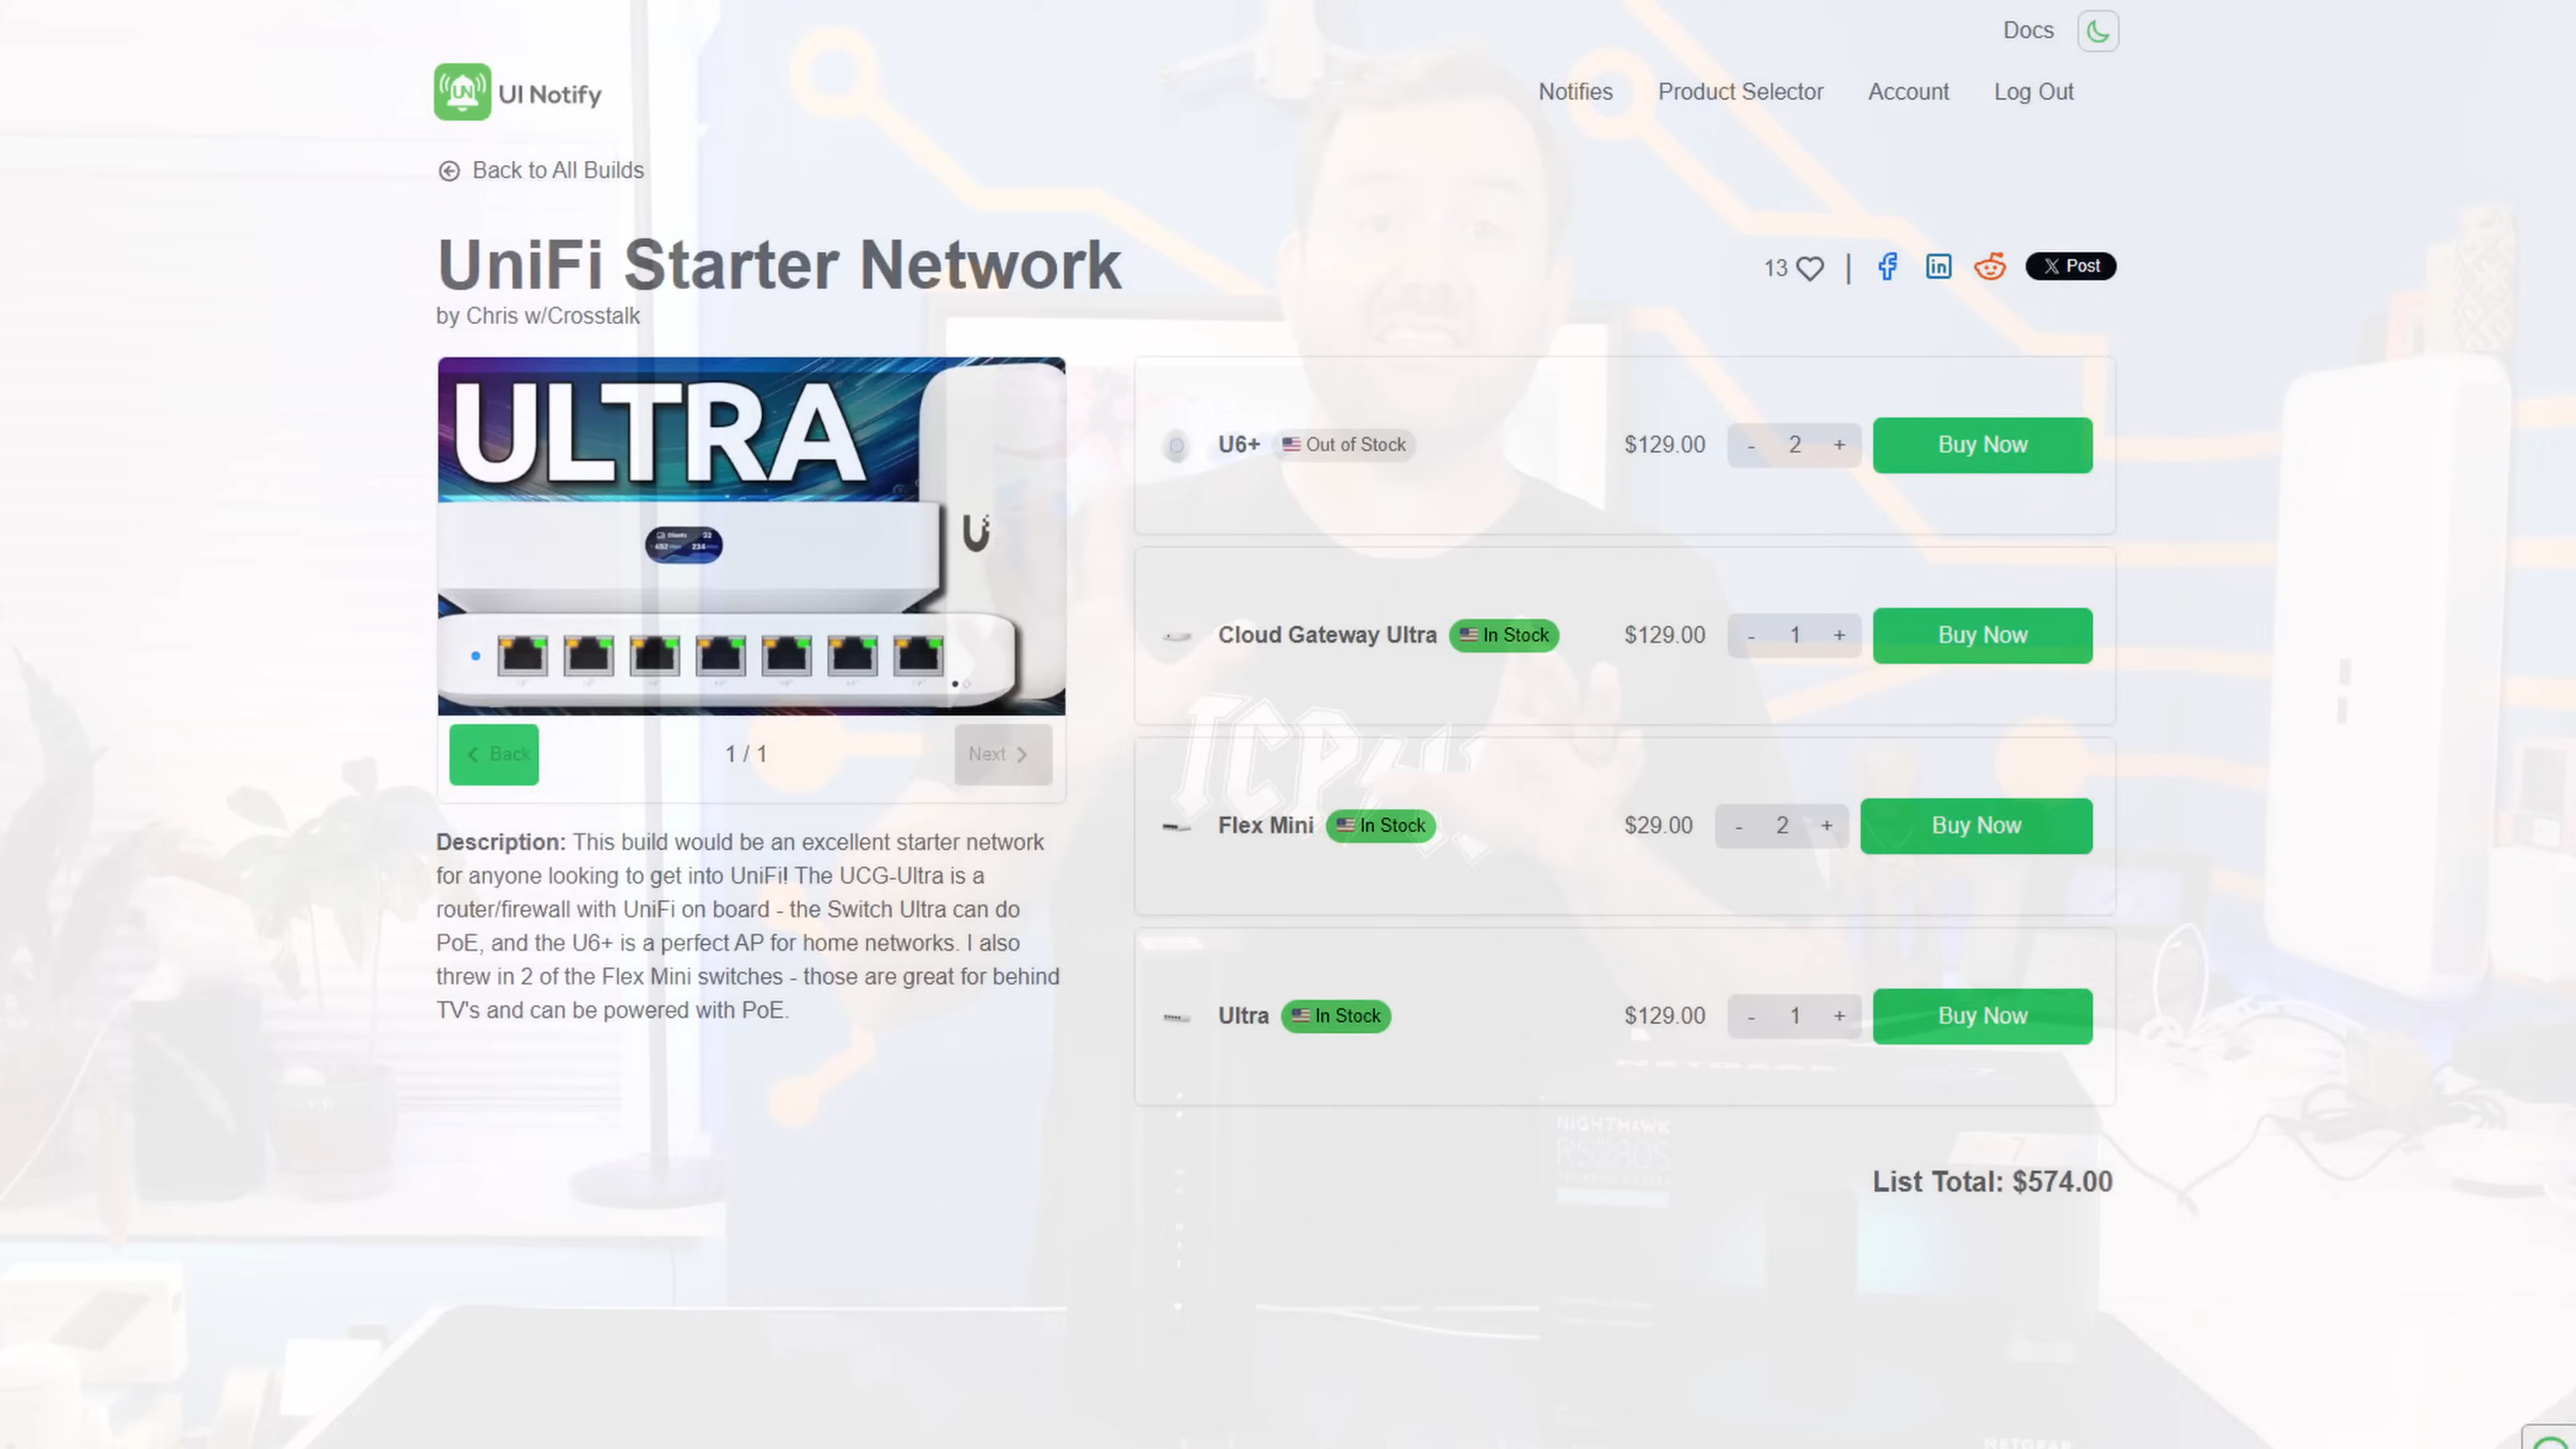 Docs
UI Notify
Notifies Product Selector Account Log Out
Back to All Builds
UniFi Starter Network
by Chris w/Crosstalk
13 | Post
ULTRA
1 / 1
Back
Next
Description: This build would be an excellent starter network
for anyone looking to get into UniFi! The UCG-Ultra is a
router/firewall with UniFi on board - the Switch Ultra can do
PoE, and the U6+ is a perfect AP for home networks. I also
threw in 2 of the Flex Mini switches - those are great for behind
TV's and can be powered with PoE.
U6+ Out of Stock $129.00 - 2 + Buy Now
Cloud Gateway Ultra In Stock $129.00 - 1 + Buy Now
Flex Mini In Stock $29.00 - 2 + Buy Now
Ultra In Stock $129.00 - 1 + Buy Now
List Total: $574.00
NETGEAR
NIGHTHAWK
RS280S
NETGEAR